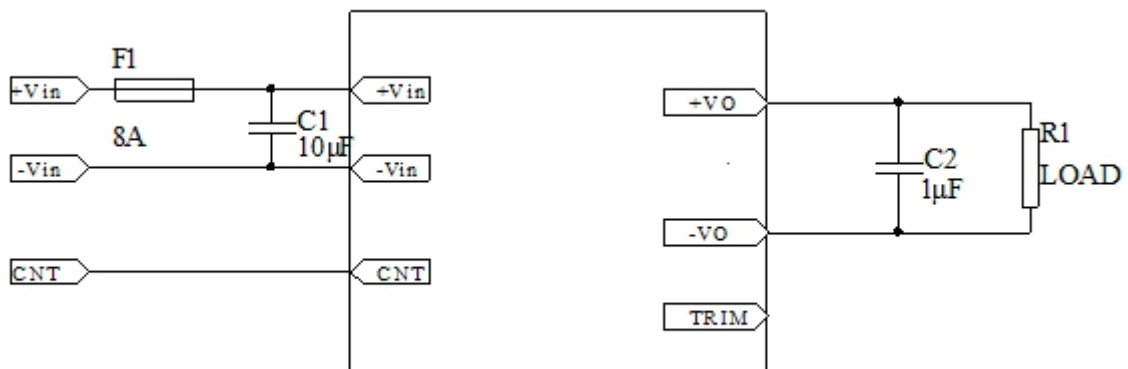 F1
+Vin
+Vin
+VO
8A
C1
10µF
R1
C2
1µF
LOAD
-Vin
-Vin
-VO
CNT
CNT
TRIM